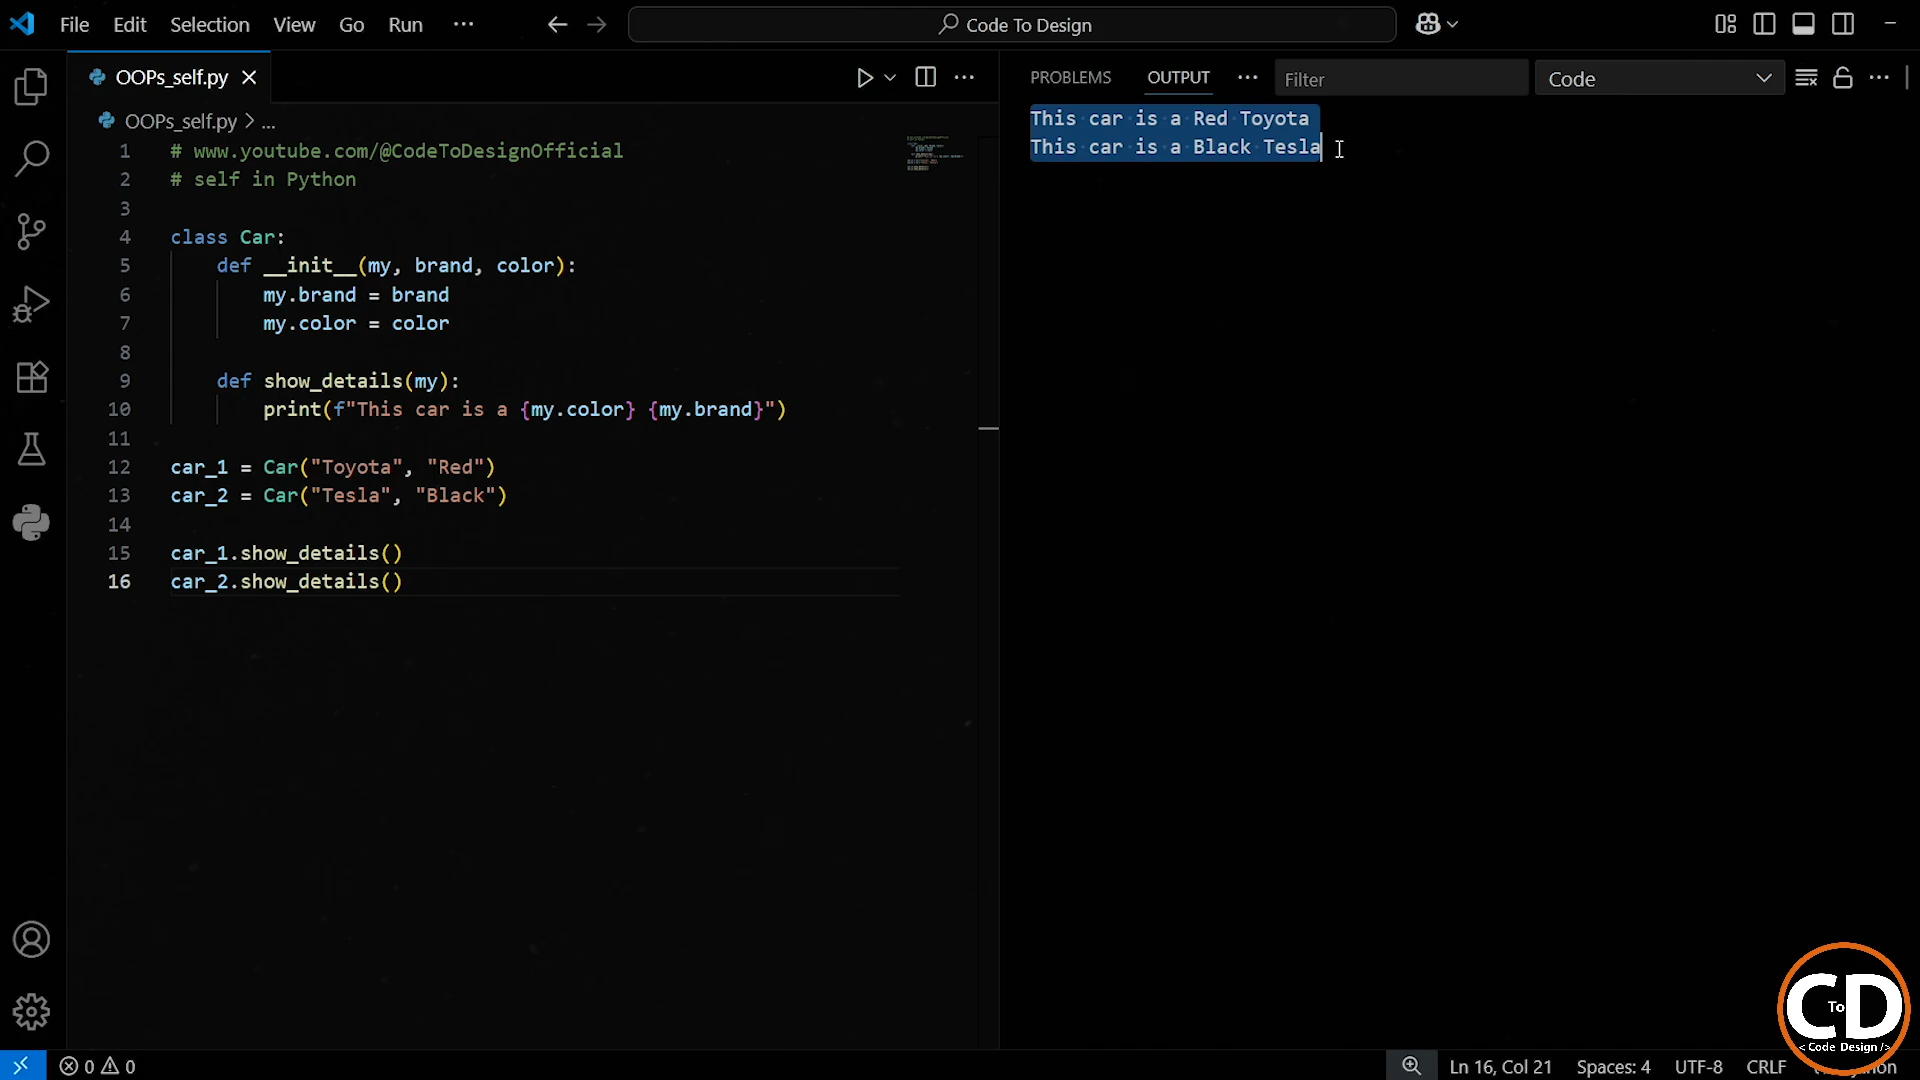 File Edit Selection View Go Run ··· Code To Design
OOPs_self.py
OOPs_self.py > ...
1 # www.youtube.com/@CodeToDesignOfficial
2 # self in Python
3
4 class Car:
5 def __init__(my, brand, color):
6 my.brand = brand
7 my.color = color
8
9 def show_details(my):
10 print(f"This car is a {my.color} {my.brand}")
11
12 car_1 = Car("Toyota", "Red")
13 car_2 = Car("Tesla", "Black")
14
15 car_1.show_details()
16 car_2.show_details()
PROBLEMS OUTPUT ··· Filter Code
This car is a Red Toyota
This car is a Black Tesla
CD
To
< Code Design />
0 0 Ln 16, Col 21 Spaces: 4 UTF-8 CRLF